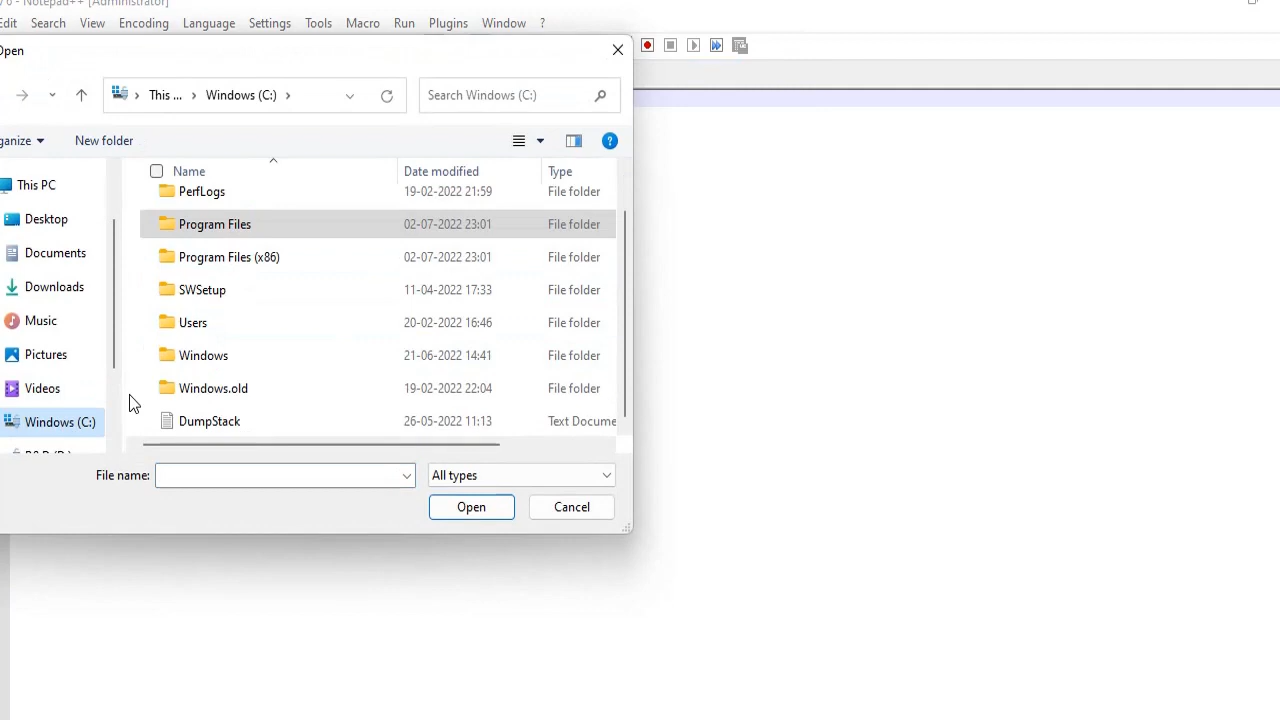 - Notepad++ [Administrator]
Edit Search View Encoding Language Settings Tools Macro Run Plugins Window ?
Open
This ... Windows (C:)
Search Windows (C:)
New folder
Name Date modified Type
This PC
Desktop
Documents
Downloads
Music
Pictures
Videos
Windows (C:)
PerfLogs 19-02-2022 21:59 File folder
Program Files 02-07-2022 23:01 File folder
Program Files (x86) 02-07-2022 23:01 File folder
SWSetup 11-04-2022 17:33 File folder
Users 20-02-2022 16:46 File folder
Windows 21-06-2022 14:41 File folder
Windows.old 19-02-2022 22:04 File folder
DumpStack 26-05-2022 11:13 Text Docume
File name: All types
Open Cancel